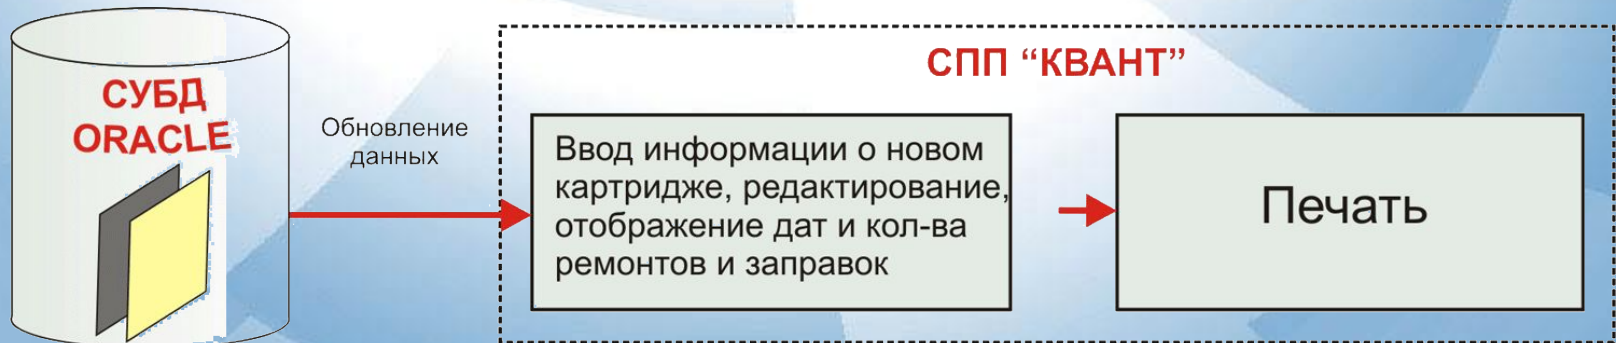 СУБД
ORACLE
Обновление
данных
СПП “КВАНТ”
Ввод информации о новом
картридже, редактирование,
отображение дат и кол-ва
ремонтов и заправок
Печать